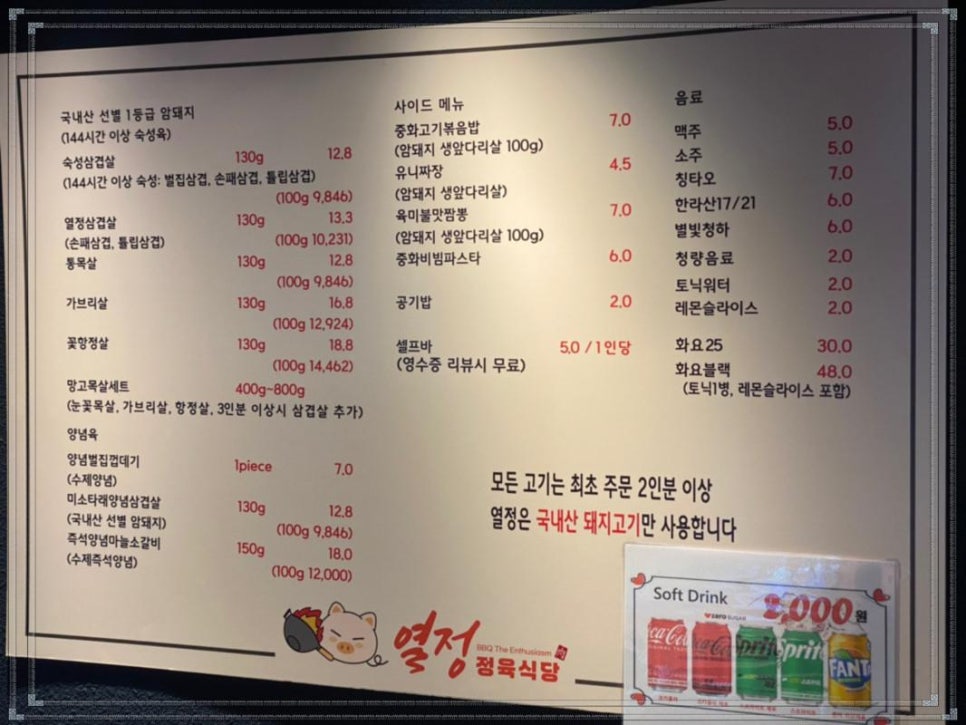 국내산 선별 1등급 암돼지
(144시간 이상 숙성육)
숙성삼겹살 130g 12,8
(144시간 이상 숙성: 벌집삼겹, 손패삼겹, 튤립삼겹)
(100g 9,846)
열정삼겹살 130g 13,3
(손패삼겹, 튤립삼겹) (100g 10,231)
통목살 130g 12,8
(100g 9,846)
가브리살 130g 16,8
(100g 12,924)
꽃항정살 130g 18,8
(100g 14,462)
망고목살세트 400g~800g
(눈꽃목살, 가브리살, 항정살, 3인분 이상시 삼겹살 추가)
양념육
양념벌집껍데기 1piece 7,0
(수제양념)
미소타래양념삼겹살 130g 12,8
(국내산 선별 암돼지) (100g 9,846)
즉석양념마늘소갈비 150g 18,0
(수제즉석양념) (100g 12,000)
사이드 메뉴
중화고기볶음밥 7.0
(암돼지 생앞다리살 100g)
유니짜장 4.5
(암돼지 생앞다리살)
육미불맛짬뽕 7.0
(암돼지 생앞다리살 100g)
중화비빔파스타 6.0
공기밥 2.0
셀프바 5.0 /1인당
(영수증 리뷰시 무료)
음료
맥주 5.0
소주 5.0
칭타오 7.0
한라산17/21 6.0
별빛청하 6.0
청량음료 2.0
토닉워터 2.0
레몬슬라이스 2.0
화요25 30.0
화요블랙 48.0
(토닉1병, 레몬슬라이스 포함)
모든 고기는 최초 주문 2인분 이상
열정은 국내산 돼지고기만 사용합니다
열정
BBQ The Enthusiasm
정육식당
Soft Drink
2,000원
zero SUGAR
Coca-Cola
Sprite
Sprite
FANTA